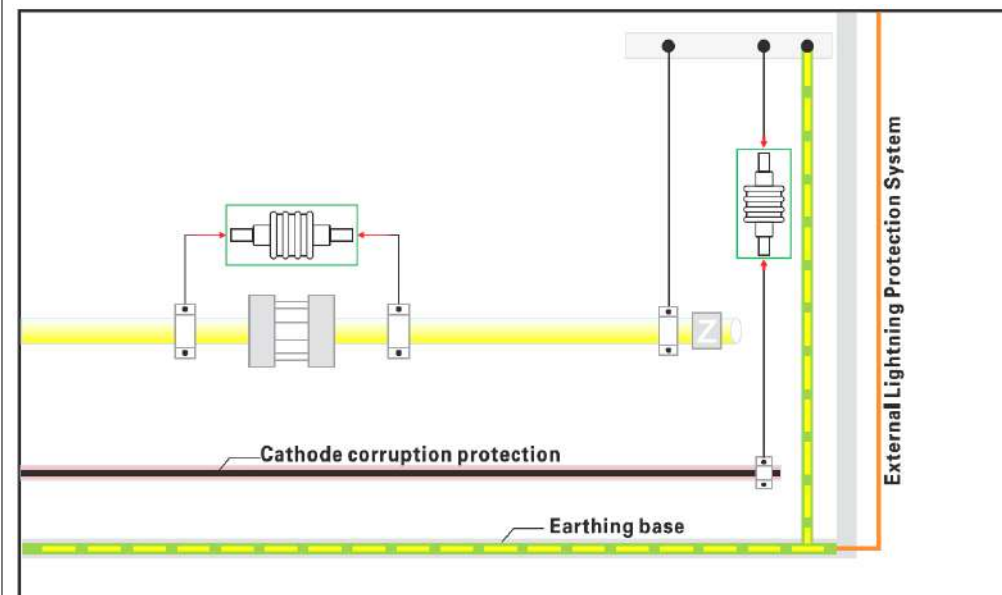 External Lightning Protection System
Z
Cathode corruption protection
Earthing base